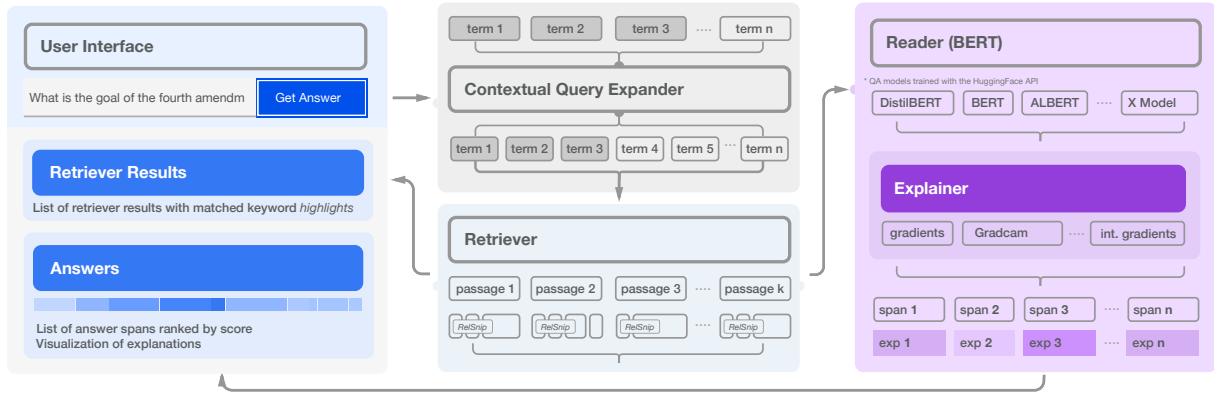 User Interface
What is the goal of the fourth amendm
Get Answer
Retriever Results
List of retriever results with matched keyword highlights
Answers
List of answer spans ranked by score
Visualization of explanations
term 1 term 2 term 3 .... term n
Contextual Query Expander
term 1 term 2 term 3 term 4 term 5 ... term n
Retriever
passage 1 passage 2 passage 3 .... passage k
RelSnip RelSnip RelSnip .... RelSnip
Reader (BERT)
* QA models trained with the HuggingFace API
DistilBERT BERT ALBERT .... X Model
Explainer
gradients Gradcam .... int. gradients
span 1 span 2 span 3 .... span n
exp 1 exp 2 exp 3 .... exp n